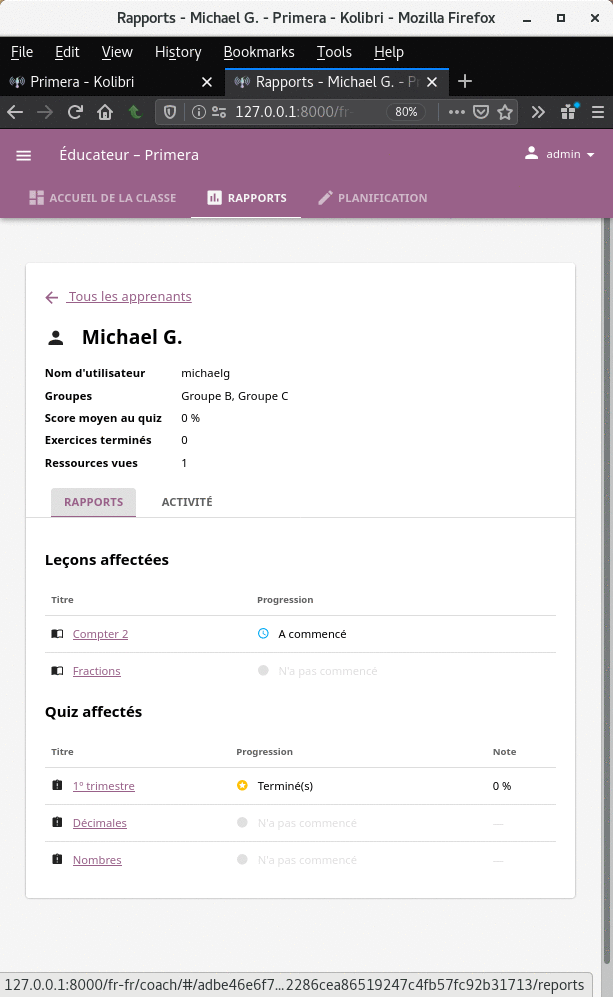 Rapports - Michael G. - Primera - Kolibri - Mozilla Firefox
File Edit View History Bookmarks Tools Help
Primera - Kolibri
Rapports - Michael G. - P
127.0.0.1:8000/fr- 80%
Éducateur – Primera
admin
ACCUEIL DE LA CLASSE RAPPORTS PLANIFICATION
Tous les apprenants
Michael G.
Nom d'utilisateur michaelg
Groupes Groupe B, Groupe C
Score moyen au quiz 0 %
Exercices terminés 0
Ressources vues 1
RAPPORTS ACTIVITÉ
Leçons affectées
Titre Progression
Compter 2 A commencé
Fractions N'a pas commencé
Quiz affectés
Titre Progression Note
1º trimestre Terminé(s) 0 %
Décimales N'a pas commencé —
Nombres N'a pas commencé —
127.0.0.1:8000/fr-fr/coach/#/adbe46e6f7...2286cea86519247c4fb57fc92b31713/reports